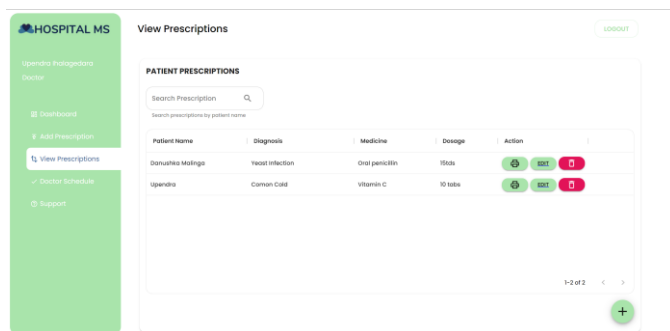 HOSPITAL MS
Upendra thalagedara
Doctor
Dashboard
Add Prescription
View Prescriptions
Doctor Schedule
Support
View Prescriptions
LOGOUT
PATIENT PRESCRIPTIONS
Search Prescription
Search prescriptions by patient name
Patient Name Diagnosis Medicine Dosage Action
Danushka Malinga Yeast Infection Oral penicillin 15tds EDIT
Upendra Comon Cold Vitamin C 10 tabs EDIT
1-2 of 2